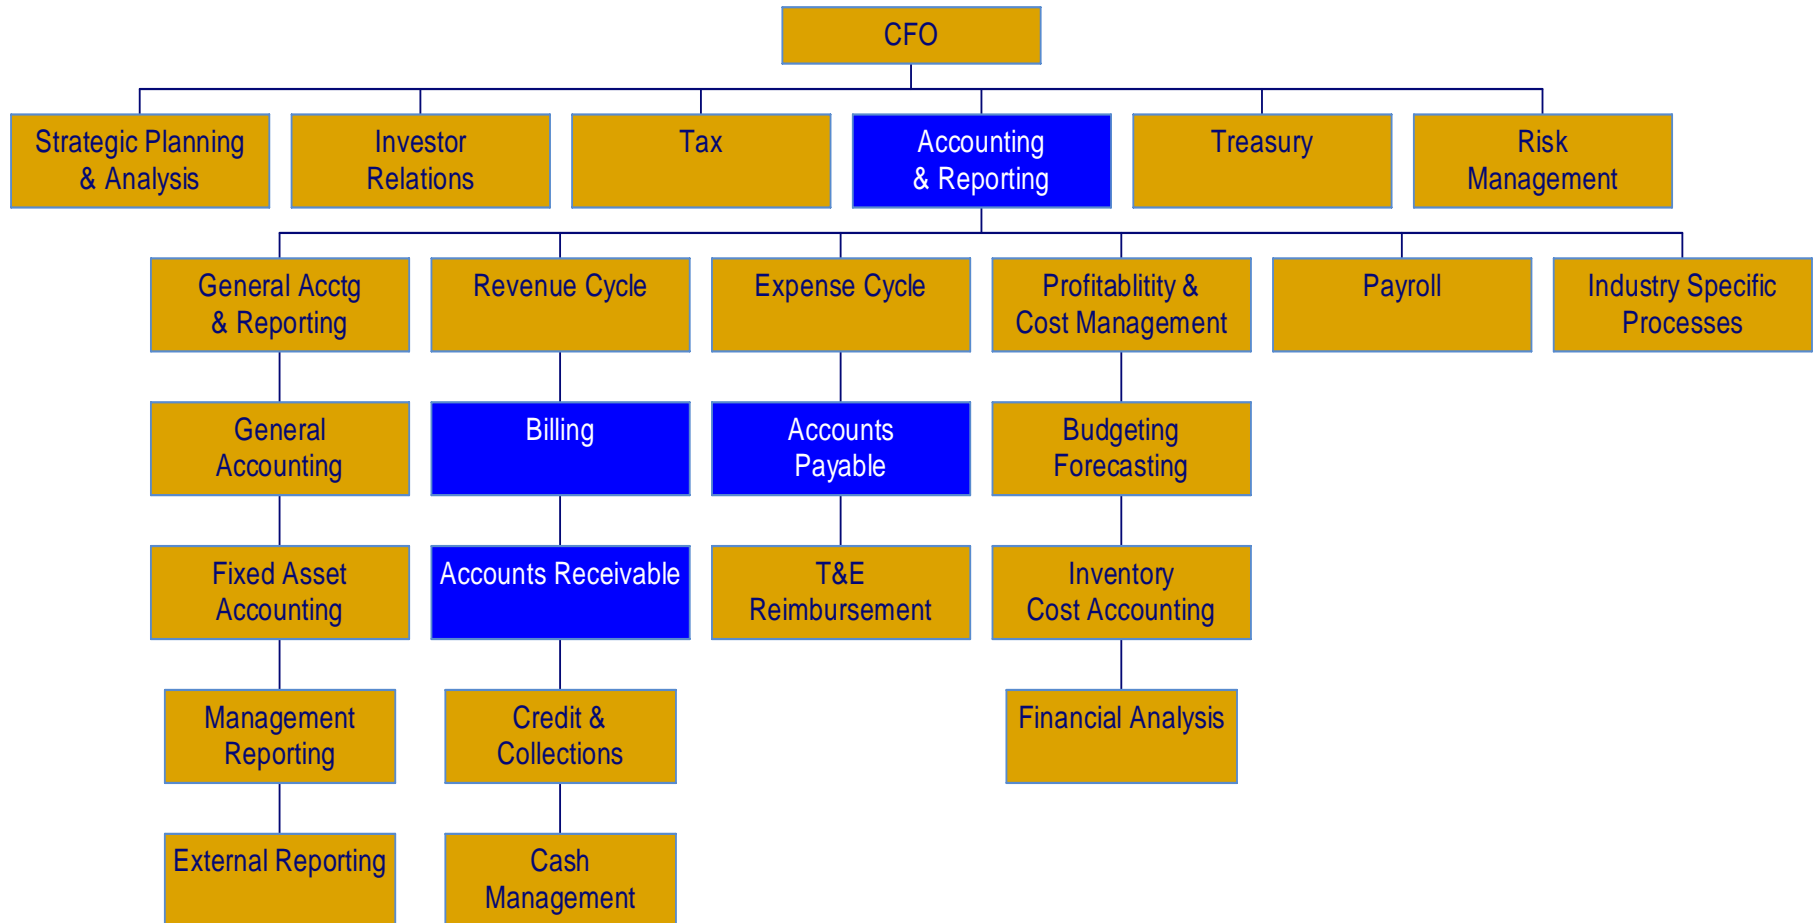 CFO
Strategic Planning
& Analysis
Investor
Relations
Tax
Accounting
& Reporting
Treasury
Risk
Management
General Acctg
& Reporting
Revenue Cycle
Expense Cycle
Profitablitity &
Cost Management
Payroll
Industry Specific
Processes
General
Accounting
Billing
Accounts
Payable
Budgeting
Forecasting
Fixed Asset
Accounting
Accounts Receivable
T&E
Reimbursement
Inventory
Cost Accounting
Management
Reporting
Credit &
Collections
Financial Analysis
External Reporting
Cash
Management